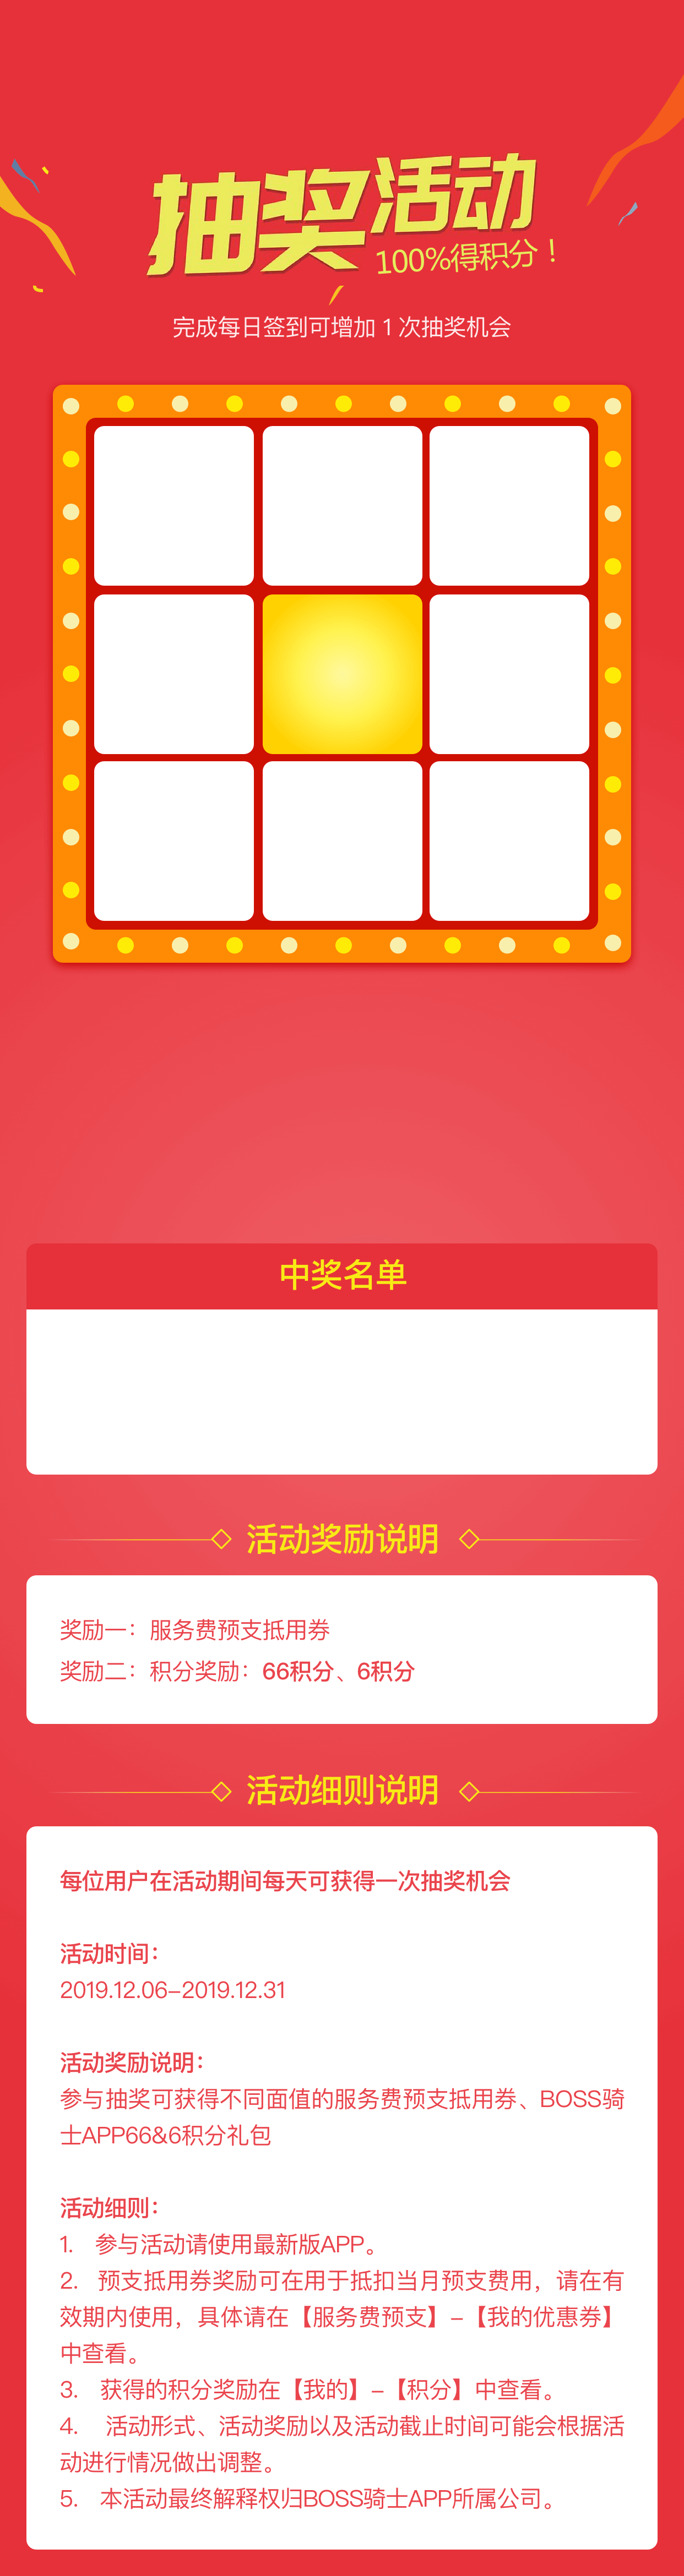 抽奖活动
100%得积分！
完成每日签到可增加 1 次抽奖机会
中奖名单
活动奖励说明
奖励一：服务费预支抵用券
奖励二：积分奖励：66积分、6积分
活动细则说明
每位用户在活动期间每天可获得一次抽奖机会
活动时间：
2019.12.06-2019.12.31
活动奖励说明：
参与抽奖可获得不同面值的服务费预支抵用券、BOSS骑
士APP66&6积分礼包
活动细则：
1. 参与活动请使用最新版APP。
2. 预支抵用券奖励可在用于抵扣当月预支费用，请在有
效期内使用，具体请在【服务费预支】-【我的优惠券】
中查看。
3. 获得的积分奖励在【我的】-【积分】中查看。
4. 活动形式、活动奖励以及活动截止时间可能会根据活
动进行情况做出调整。
5. 本活动最终解释权归BOSS骑士APP所属公司。